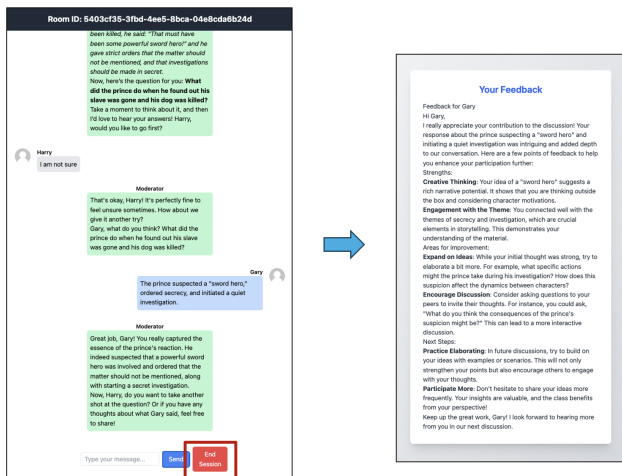 Room ID: 5403cf35-3fbd-4ee5-8bca-04e8cda6b24d
been killed, he said: "That must have
been some powerful sword hero!" and he
gave strict orders that the matter should
not be mentioned, and that investigations
should be made in secret.
Now, here's the question for you: What
did the prince do when he found out his
slave was gone and his dog was killed?
Take a moment to think about it, and then
I'd love to hear your answers! Harry,
would you like to go first?
Harry
I am not sure
Moderator
That's okay, Harry! It's perfectly fine to
feel unsure sometimes. How about we
give it another try?
Gary, what do you think? What did the
prince do when he found out his slave
was gone and his dog was killed?
Gary
The prince suspected a "sword hero,"
ordered secrecy, and initiated a quiet
investigation.
Moderator
Great job, Gary! You really captured the
essence of the prince's reaction. He
indeed suspected that a powerful sword
hero was involved and ordered that the
matter should not be mentioned, along
with starting a secret investigation.
Now, Harry, do you want to take another
shot at the question? Or if you have any
thoughts about what Gary said, feel free
to share!
Type your message...
Send
End
Session
Your Feedback
Feedback for Gary
Hi Gary,
I really appreciate your contribution to the discussion! Your
response about the prince suspecting a "sword hero" and
initiating a quiet investigation was intriguing and added depth
to our conversation. Here are a few points of feedback to help
you enhance your participation further:
Strengths:
Creative Thinking: Your idea of a "sword hero" suggests a
rich narrative potential. It shows that you are thinking outside
the box and considering character motivations.
Engagement with the Theme: You connected well with the
themes of secrecy and investigation, which are crucial
elements in storytelling. This demonstrates your
understanding of the material.
Areas for Improvement:
Expand on Ideas: While your initial thought was strong, try to
elaborate a bit more. For example, what specific actions
might the prince take during his investigation? How does this
suspicion affect the dynamics between characters?
Encourage Discussion: Consider asking questions to your
peers to invite their thoughts. For instance, you could ask,
"What do you think the consequences of the prince's
suspicion might be?" This can lead to a more interactive
discussion.
Next Steps:
Practice Elaborating: In future discussions, try to build on
your ideas with examples or scenarios. This will not only
strengthen your points but also encourage others to engage
with your thoughts.
Participate More: Don't hesitate to share your ideas more
frequently. Your insights are valuable, and the class benefits
from your perspective!
Keep up the great work, Gary! I look forward to hearing more
from you in our next discussion.